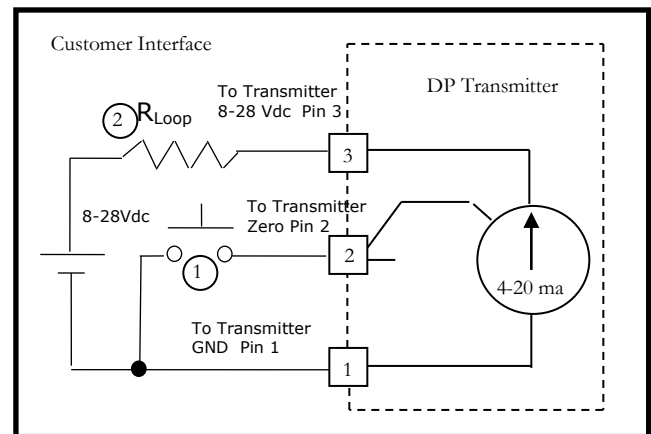 Customer Interface
DP Transmitter
To Transmitter
8-28 Vdc Pin 3
2
RLoop
3
8-28Vdc
To Transmitter
Zero Pin 2
2
1
4-20 ma
To Transmitter
GND Pin 1
1